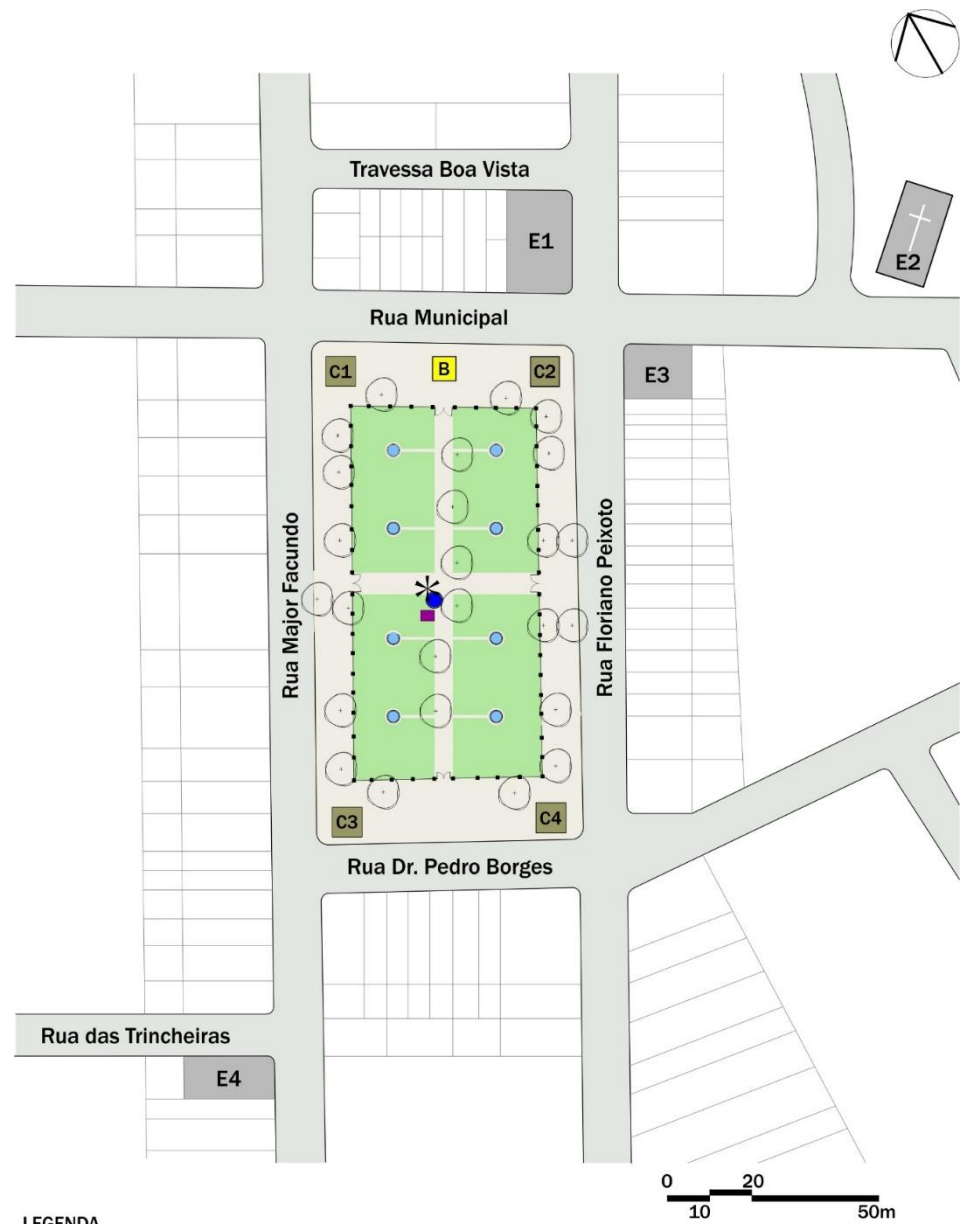 Travessa Boa Vista
E1
E2
Rua Municipal
C1
B
C2
E3
Rua Major Facundo
Rua Floriano Peixoto
C3
C4
Rua Dr. Pedro Borges
Rua das Trincheiras
E4
0
20
10
50m
LEGENDA